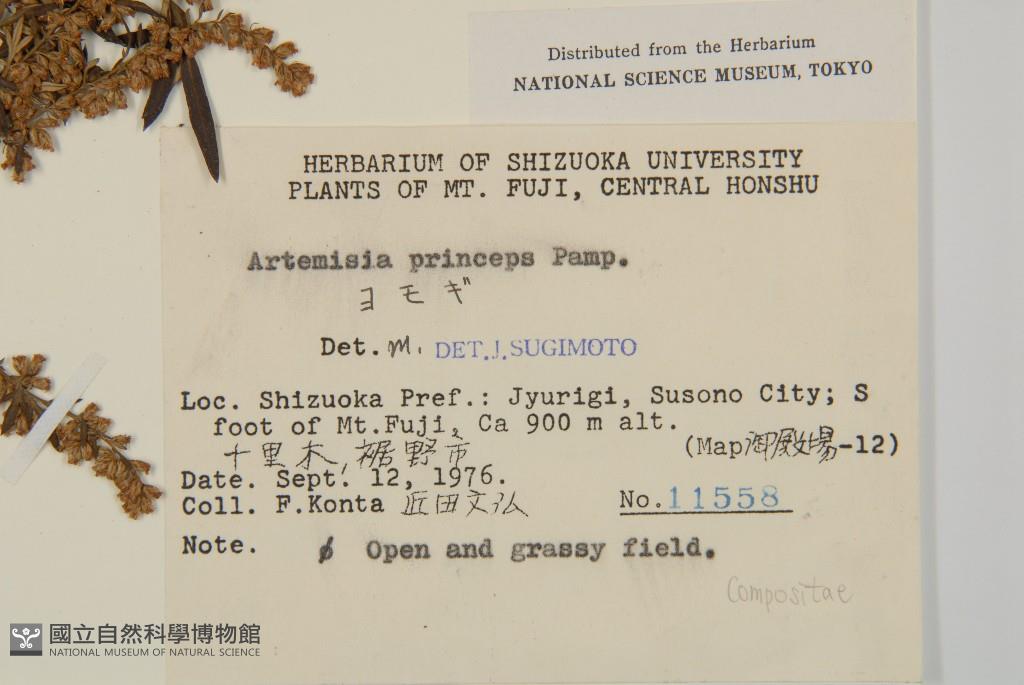 Distributed from the Herbarium
NATIONAL SCIENCE MUSEUM, TOKYO
HERBARIUM OF SHIZUOKA UNIVERSITY
PLANTS OF MT. FUJI, CENTRAL HONSHU
Artemisia princeps Pamp.
ヨモギ
Det. M. DET. J. SUGIMOTO
Loc. Shizuoka Pref.: Jyurigi, Susono City; S
foot of Mt.Fuji, Ca 900 m alt.
十里木, 裾野市 (Map御殿場-12)
Date. Sept. 12, 1976.
Coll. F.Konta 近田文弘 No. 11558
Note. Open and grassy field.
Compositae
國立自然科學博物館
NATIONAL MUSEUM OF NATURAL SCIENCE